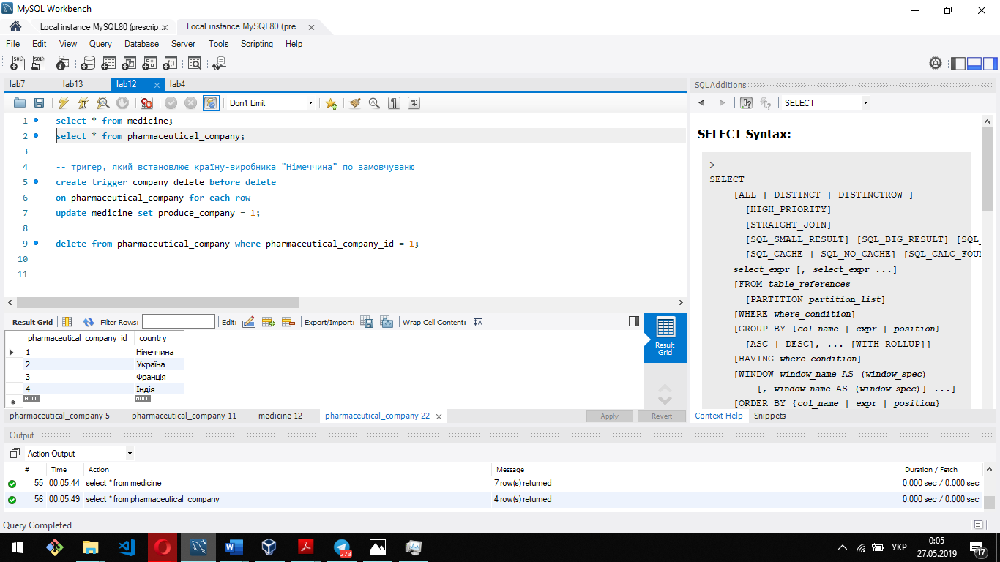 MySQL Workbench
Local instance MySQL80 (prescrip.
Local instance MySQL80 (pre...
File Edit View Query Database Server Tools Scripting Help
lab7 lab13 lab12 lab4
SQLAdditions
Don't Limit
SELECT
1 select * from medicine;
2 select * from pharmaceutical_company;
3
4 -- тригер, який встановлює країну-виробника "Німеччина" по замовчуваню
5 create trigger company_delete before delete
6 on pharmaceutical_company for each row
7 update medicine set produce_company = 1;
8
9 delete from pharmaceutical_company where pharmaceutical_company_id = 1;
10
11
SELECT Syntax:
>
SELECT
[ALL | DISTINCT | DISTINCTROW ]
[HIGH_PRIORITY]
[STRAIGHT_JOIN]
[SQL_SMALL_RESULT] [SQL_BIG_RESULT] [SQL_
[SQL_CACHE | SQL_NO_CACHE] [SQL_CALC_FOUN
select_expr [, select_expr ...]
[FROM table_references
[PARTITION partition_list]
[WHERE where_condition]
[GROUP BY {col_name | expr | position}
[ASC | DESC], ... [WITH ROLLUP]]
[HAVING where_condition]
[WINDOW window_name AS (window_spec)
[, window_name AS (window_spec)] ...]
[ORDER BY {col_name | expr | position}
Result Grid Filter Rows: Edit: Export/Import: Wrap Cell Content:
Result
Grid
pharmaceutical_company_id country
1 Німеччина
2 Україна
3 Франція
4 Індія
NULL NULL
pharmaceutical_company 5 pharmaceutical_company 11 medicine 12 pharmaceutical_company 22
Apply Revert
Context Help Snippets
Output
Action Output
# Time Action Message Duration / Fetch
55 00:05:44 select * from medicine 7 row(s) returned 0.000 sec / 0.000 sec
56 00:05:49 select * from pharmaceutical_company 4 row(s) returned 0.000 sec / 0.000 sec
Query Completed
273
УКР
0:05
27.05.2019
17